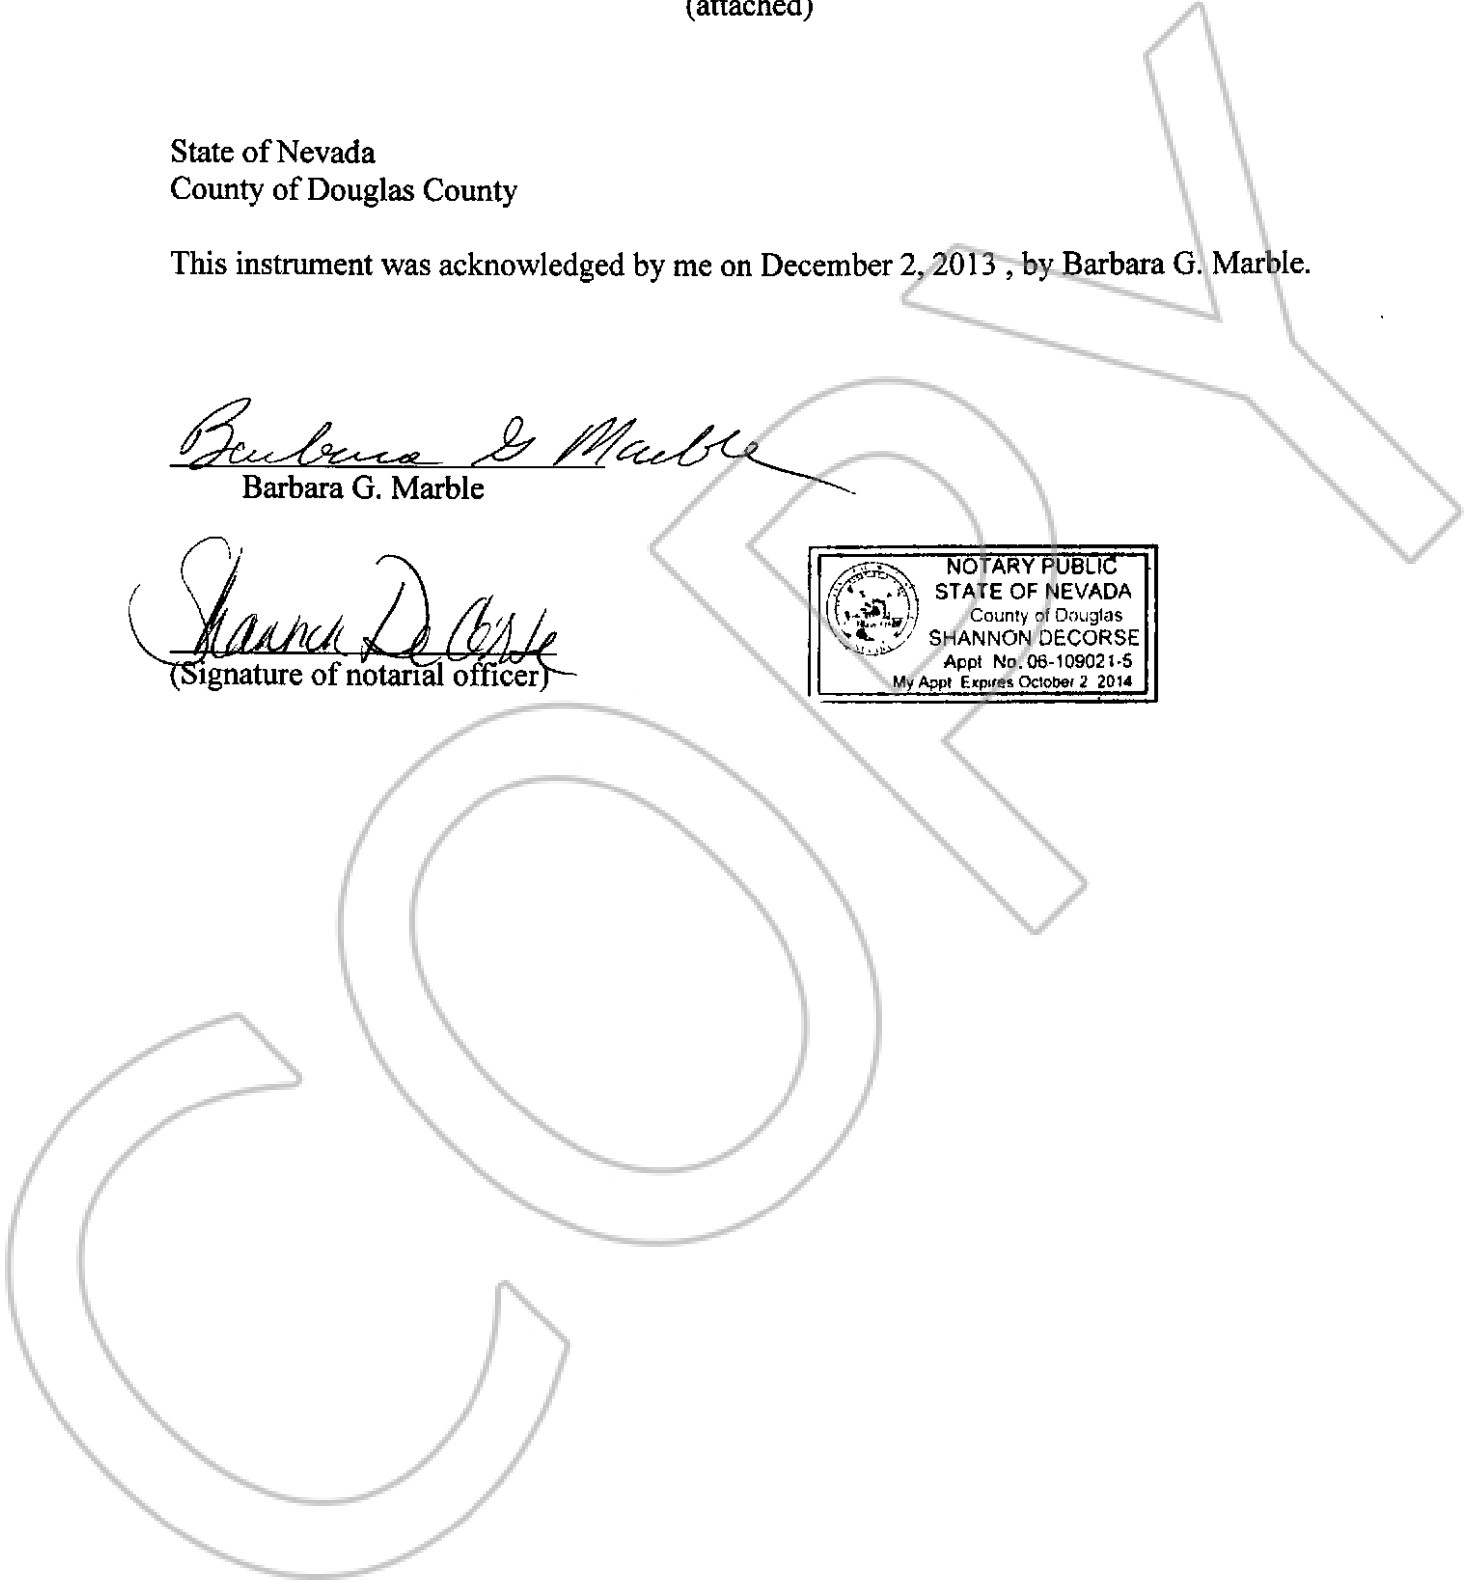 (attached)
State of Nevada
County of Douglas County
This instrument was acknowledged by me on December 2, 2013 , by Barbara G. Marble.
Barbara G Marble
Barbara G. Marble
Shannon DeCorse
(Signature of notarial officer)
NOTARY PUBLIC
STATE OF NEVADA
County of Douglas
SHANNON DECORSE
Appt No. 06-109021-5
My Appt Expires October 2 2014
COPY